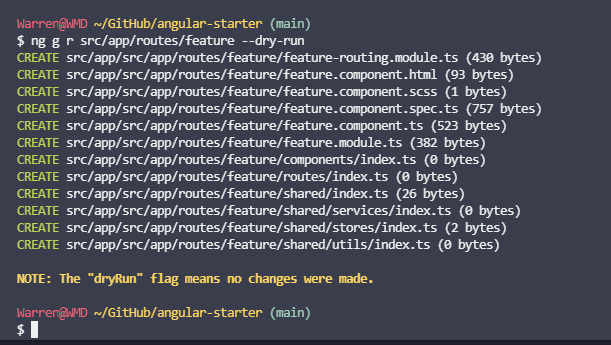 Warren@WMD ~/GitHub/angular-starter (main)
$ ng g r src/app/routes/feature --dry-run
CREATE src/app/src/app/routes/feature/feature-routing.module.ts (430 bytes)
CREATE src/app/src/app/routes/feature/feature.component.html (93 bytes)
CREATE src/app/src/app/routes/feature/feature.component.scss (1 bytes)
CREATE src/app/src/app/routes/feature/feature.component.spec.ts (757 bytes)
CREATE src/app/src/app/routes/feature/feature.component.ts (523 bytes)
CREATE src/app/src/app/routes/feature/feature.module.ts (382 bytes)
CREATE src/app/src/app/routes/feature/components/index.ts (0 bytes)
CREATE src/app/src/app/routes/feature/routes/index.ts (0 bytes)
CREATE src/app/src/app/routes/feature/shared/index.ts (26 bytes)
CREATE src/app/src/app/routes/feature/shared/services/index.ts (0 bytes)
CREATE src/app/src/app/routes/feature/shared/stores/index.ts (2 bytes)
CREATE src/app/src/app/routes/feature/shared/utils/index.ts (0 bytes)
NOTE: The "dryRun" flag means no changes were made.
Warren@WMD ~/GitHub/angular-starter (main)
$